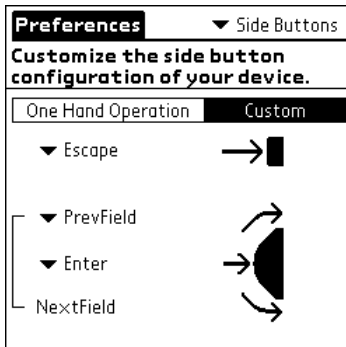 Preferences Side Buttons
Customize the side button
configuration of your device.
One Hand Operation Custom
Escape
PrevField
Enter
NextField